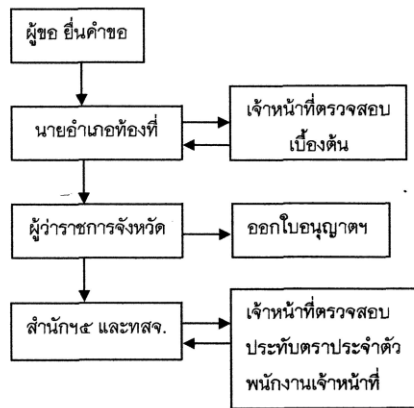 ผู้ขอ ยื่นคำขอ
นายอำเภอท้องที่
เจ้าหน้าที่ตรวจสอบ
เบื้องต้น
ผู้ว่าราชการจังหวัด
ออกใบอนุญาตฯ
สำนักฯ๕ และทสจ.
เจ้าหน้าที่ตรวจสอบ
ประทับตราประจำตัว
พนักงานเจ้าหน้าที่